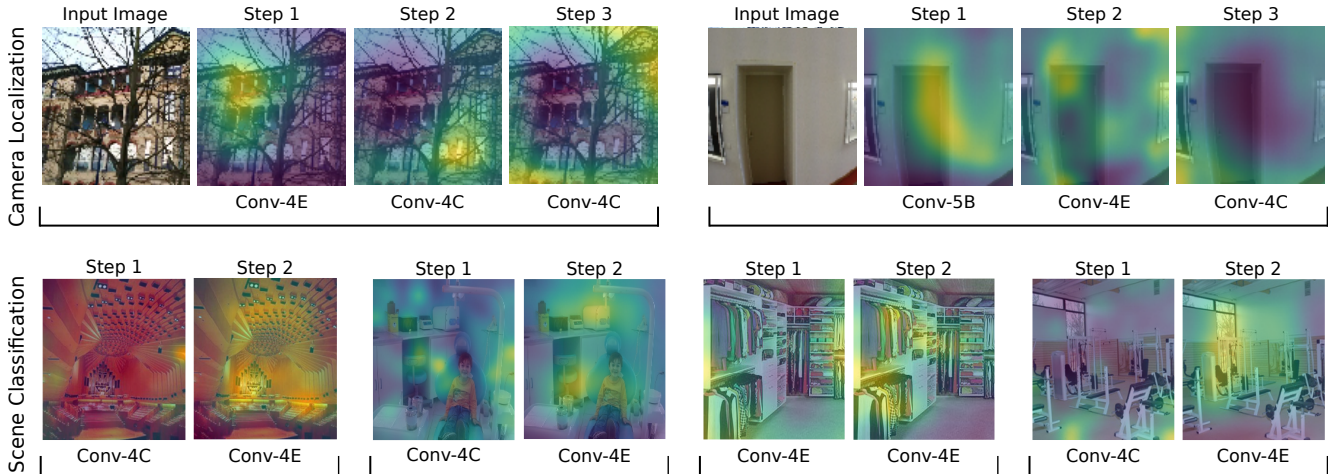 Input Image Step 1 Step 2 Step 3 Input Image Step 1 Step 2 Step 3
Camera Localization
Conv-4E Conv-4C Conv-4C Conv-5B Conv-4E Conv-4C
Step 1 Step 2 Step 1 Step 2 Step 1 Step 2 Step 1 Step 2
Scene Classification
Conv-4C Conv-4E Conv-4C Conv-4E Conv-4E Conv-4E Conv-4C Conv-4E